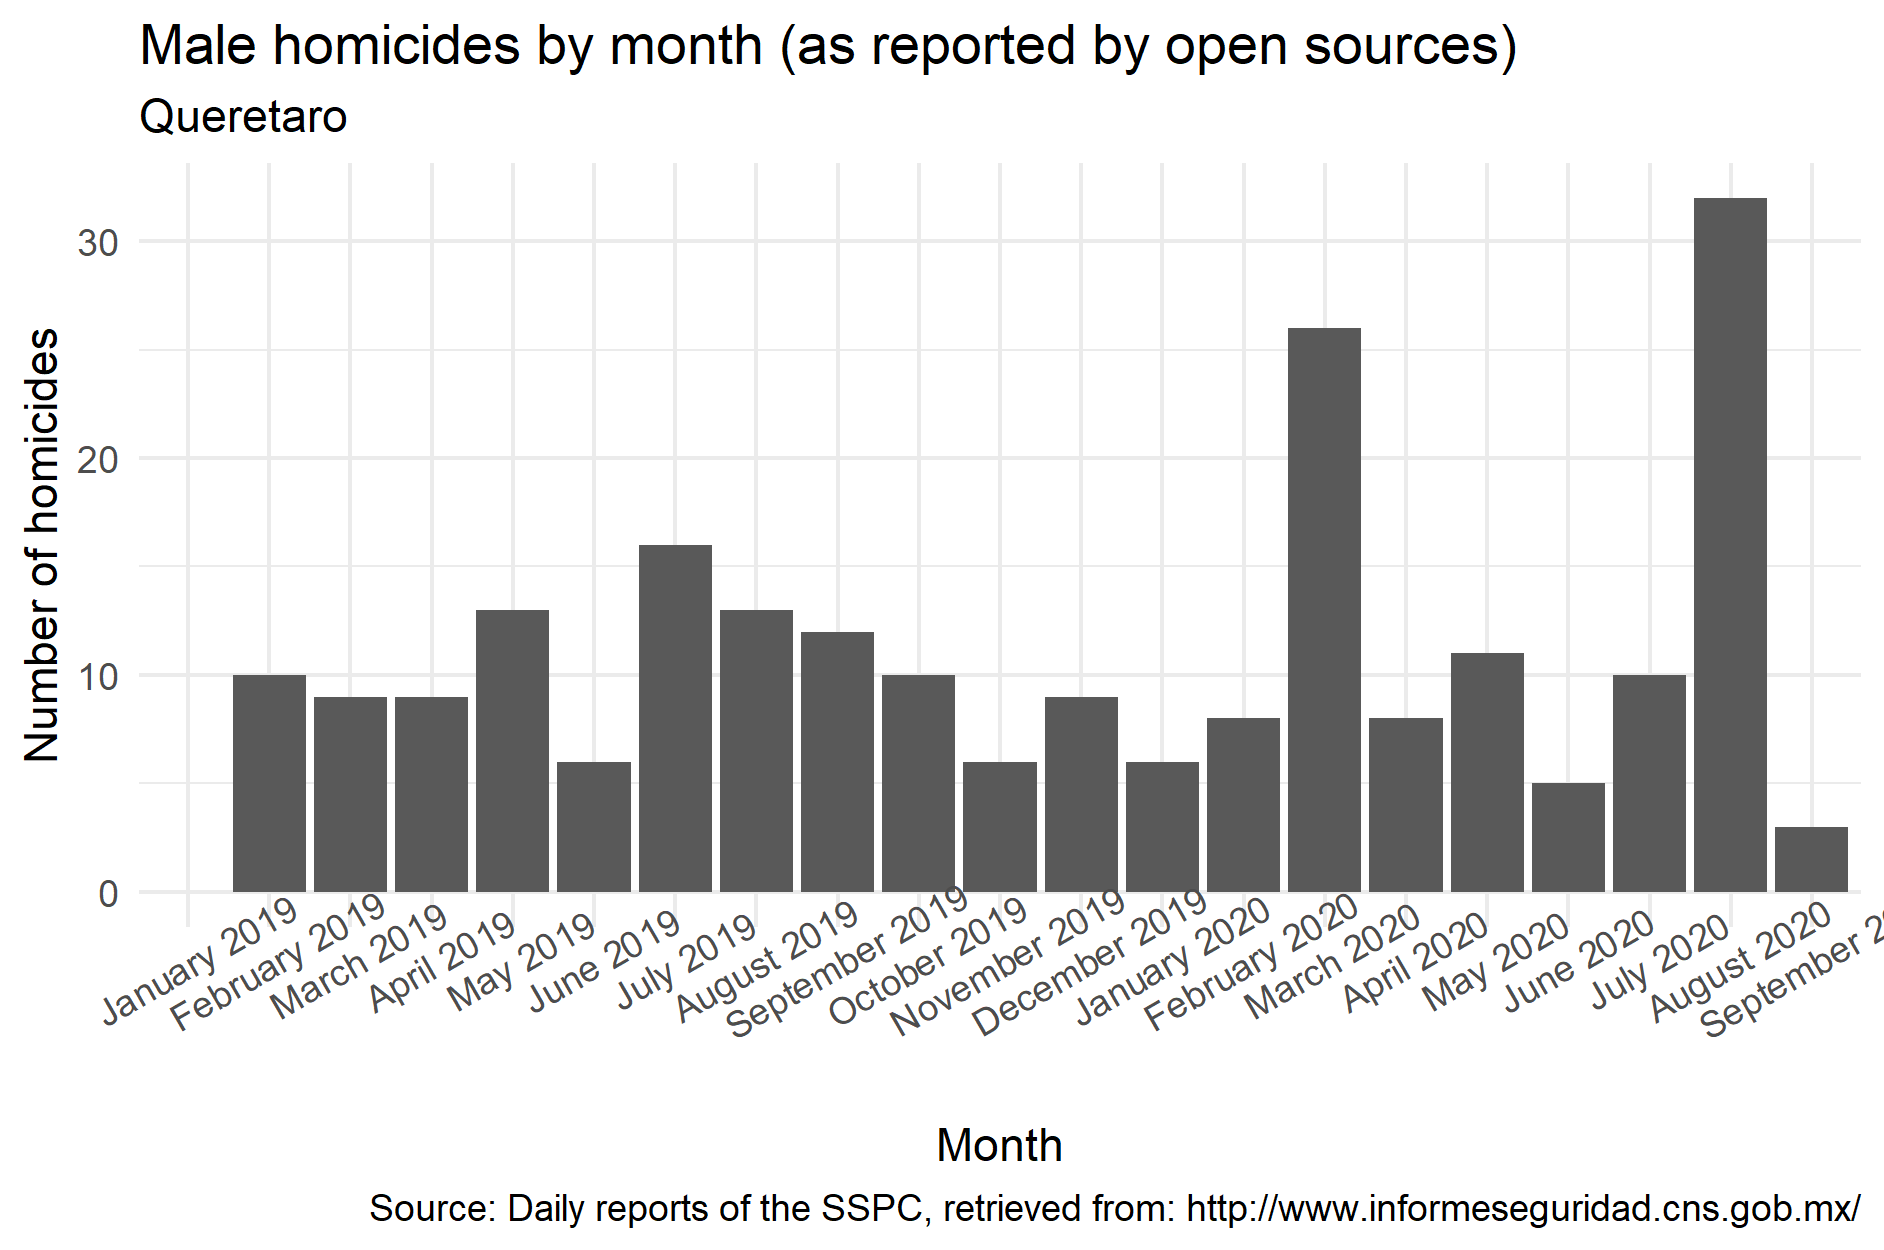 Male homicides by month (as reported by open sources)
Queretaro
Number of homicides
30
20
10
0
January 2019
February 2019
March 2019
April 2019
May 2019
June 2019
July 2019
August 2019
September 2019
October 2019
November 2019
December 2019
January 2020
February 2020
March 2020
April 2020
May 2020
June 2020
July 2020
August 2020
September 2
Month
Source: Daily reports of the SSPC, retrieved from: http://www.informeseguridad.cns.gob.mx/